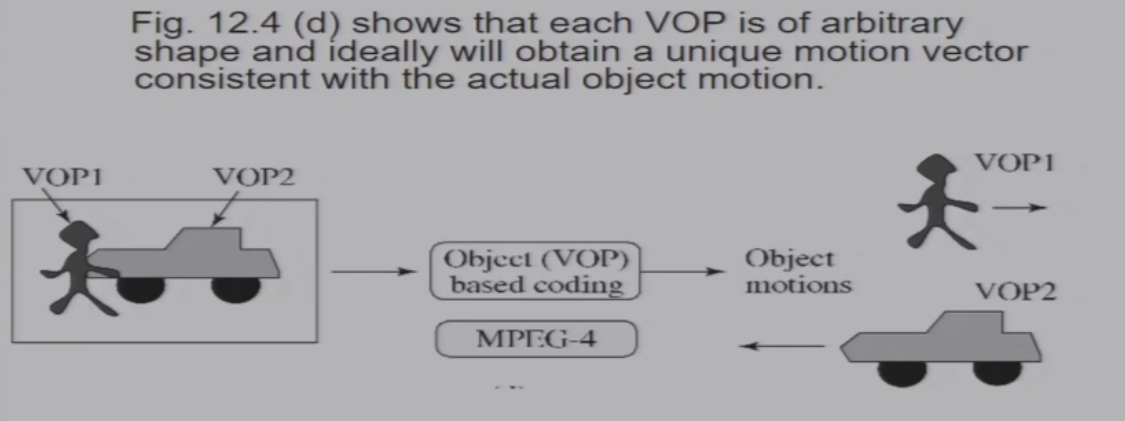 Fig. 12.4 (d) shows that each VOP is of arbitrary
shape and ideally will obtain a unique motion vector
consistent with the actual object motion.
VOP1
VOP2
Object (VOP)
based coding
MPEG-4
Object
motions
VOP1
VOP2